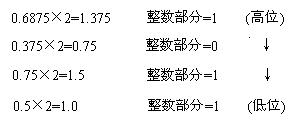 0.6875×2=1.375 整数部分=1 (高位)
0.375×2=0.75 整数部分=0 ↓
0.75×2=1.5 整数部分=1 ↓
0.5×2=1.0 整数部分=1 (低位)